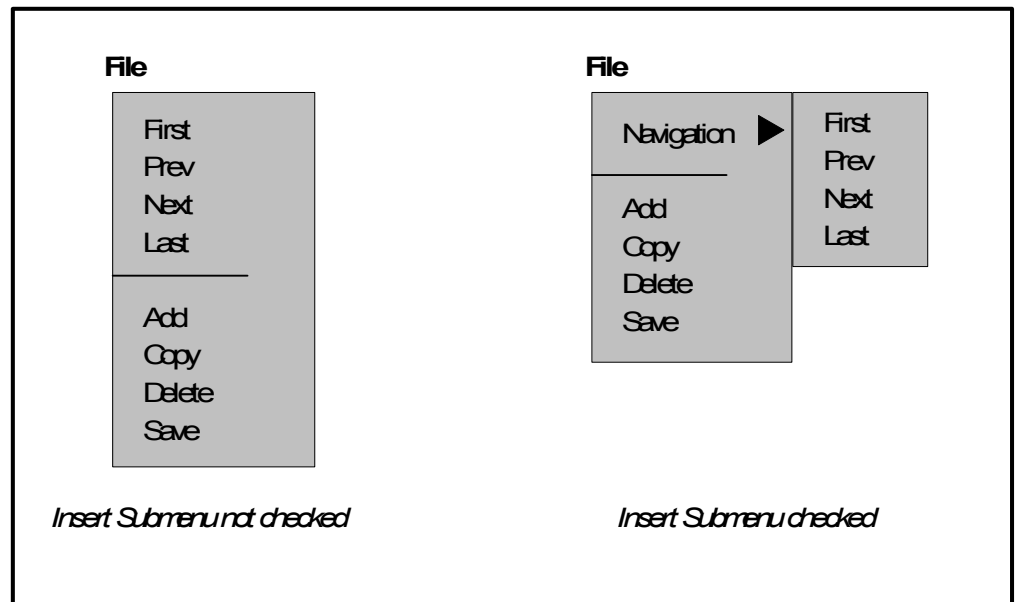 File
First
Prev
Next
Last
Add
Copy
Delete
Save
Insert Submenu not checked
File
Navigation
First
Prev
Next
Last
Add
Copy
Delete
Save
Insert Submenu checked